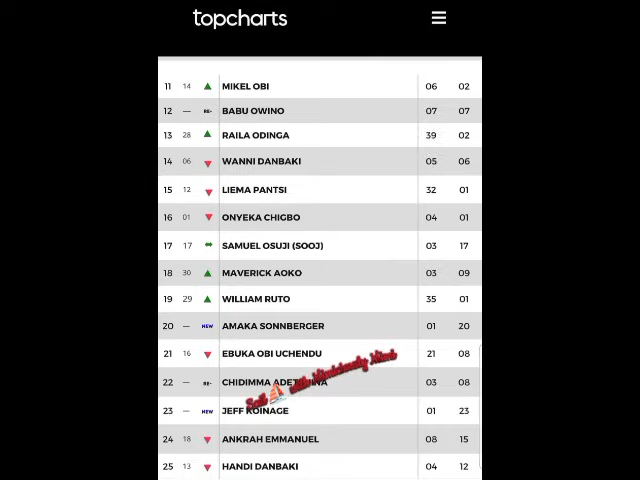 topcharts
11 14 MIKEL OBI 06 02
12 — RE- BABU OWINO 07 07
13 28 RAILA ODINGA 39 02
14 06 WANNI DANBAKI 05 06
15 12 LIEMA PANTSI 32 01
16 01 ONYEKA CHIGBO 04 01
17 17 SAMUEL OSUJI (SOOJ) 03 17
18 30 MAVERICK AOKO 03 09
19 29 WILLIAM RUTO 35 01
20 — NEW AMAKA SONNBERGER 01 20
21 16 EBUKA OBI UCHENDU 21 08
22 — RE- CHIDIMMA 03 08
23 — NEW JEFF KOINAGE 01 23
24 18 ANKRAH EMMANUEL 08 15
25 13 HANDI DANBAKI 04 12